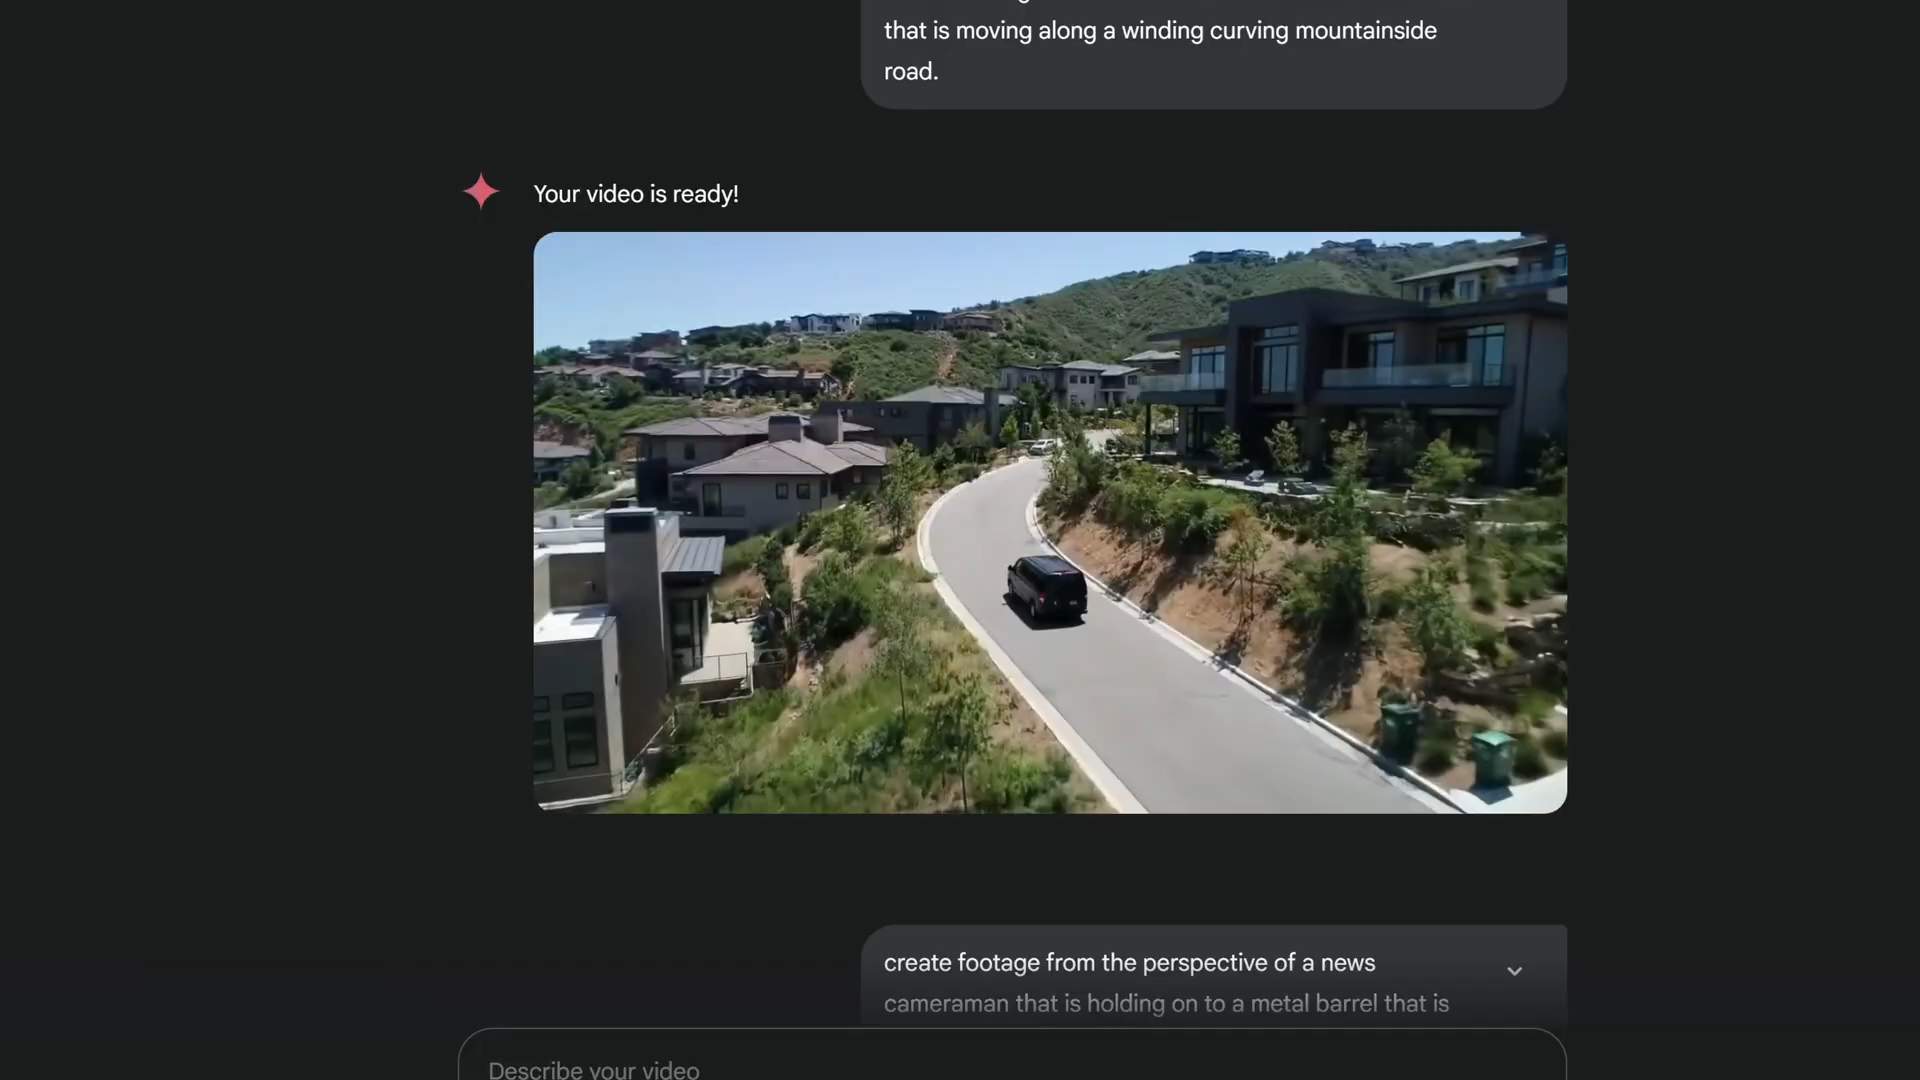 that is moving along a winding curving mountainside
road.
Your video is ready!
create footage from the perspective of a news
cameraman that is holding on to a metal barrel that is
Describe your video